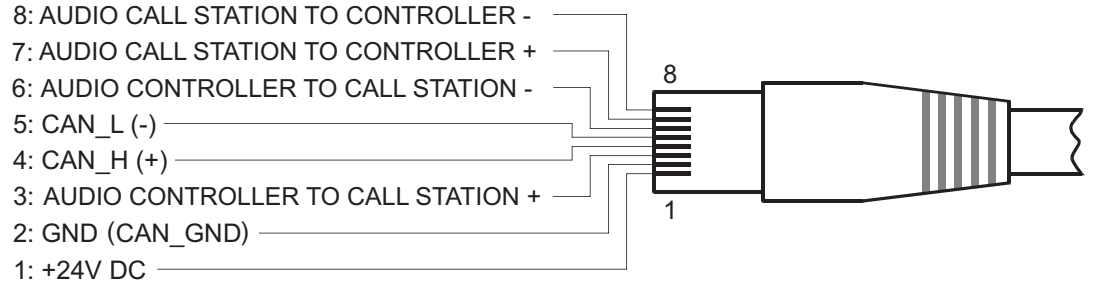 8: AUDIO CALL STATION TO CONTROLLER -
7: AUDIO CALL STATION TO CONTROLLER +
6: AUDIO CONTROLLER TO CALL STATION -
5: CAN_L (-)
4: CAN_H (+)
3: AUDIO CONTROLLER TO CALL STATION +
2: GND (CAN_GND)
1: +24V DC
8
1